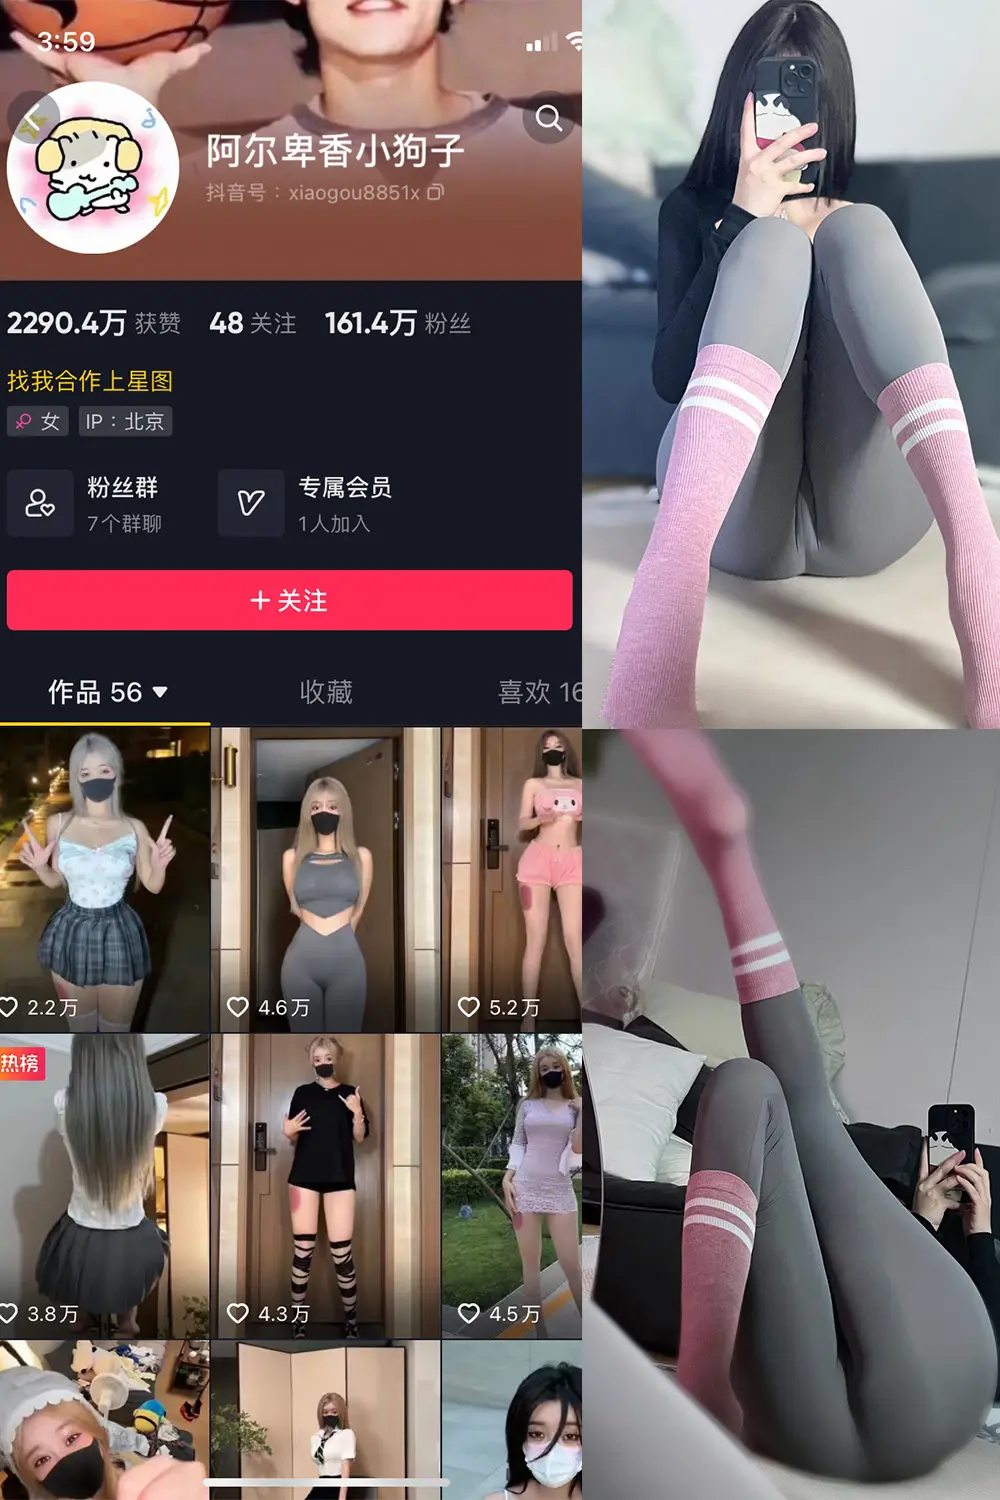 3:59
阿尔卑香小狗子
抖音号：xiaogou8851x
2290.4万 获赞 48 关注 161.4万 粉丝
找我合作上星图
女 IP：北京
粉丝群 专属会员
7个群聊 1人加入
+ 关注
作品 56 收藏 喜欢 16
2.2万 4.6万 5.2万
热榜
3.8万 4.3万 4.5万